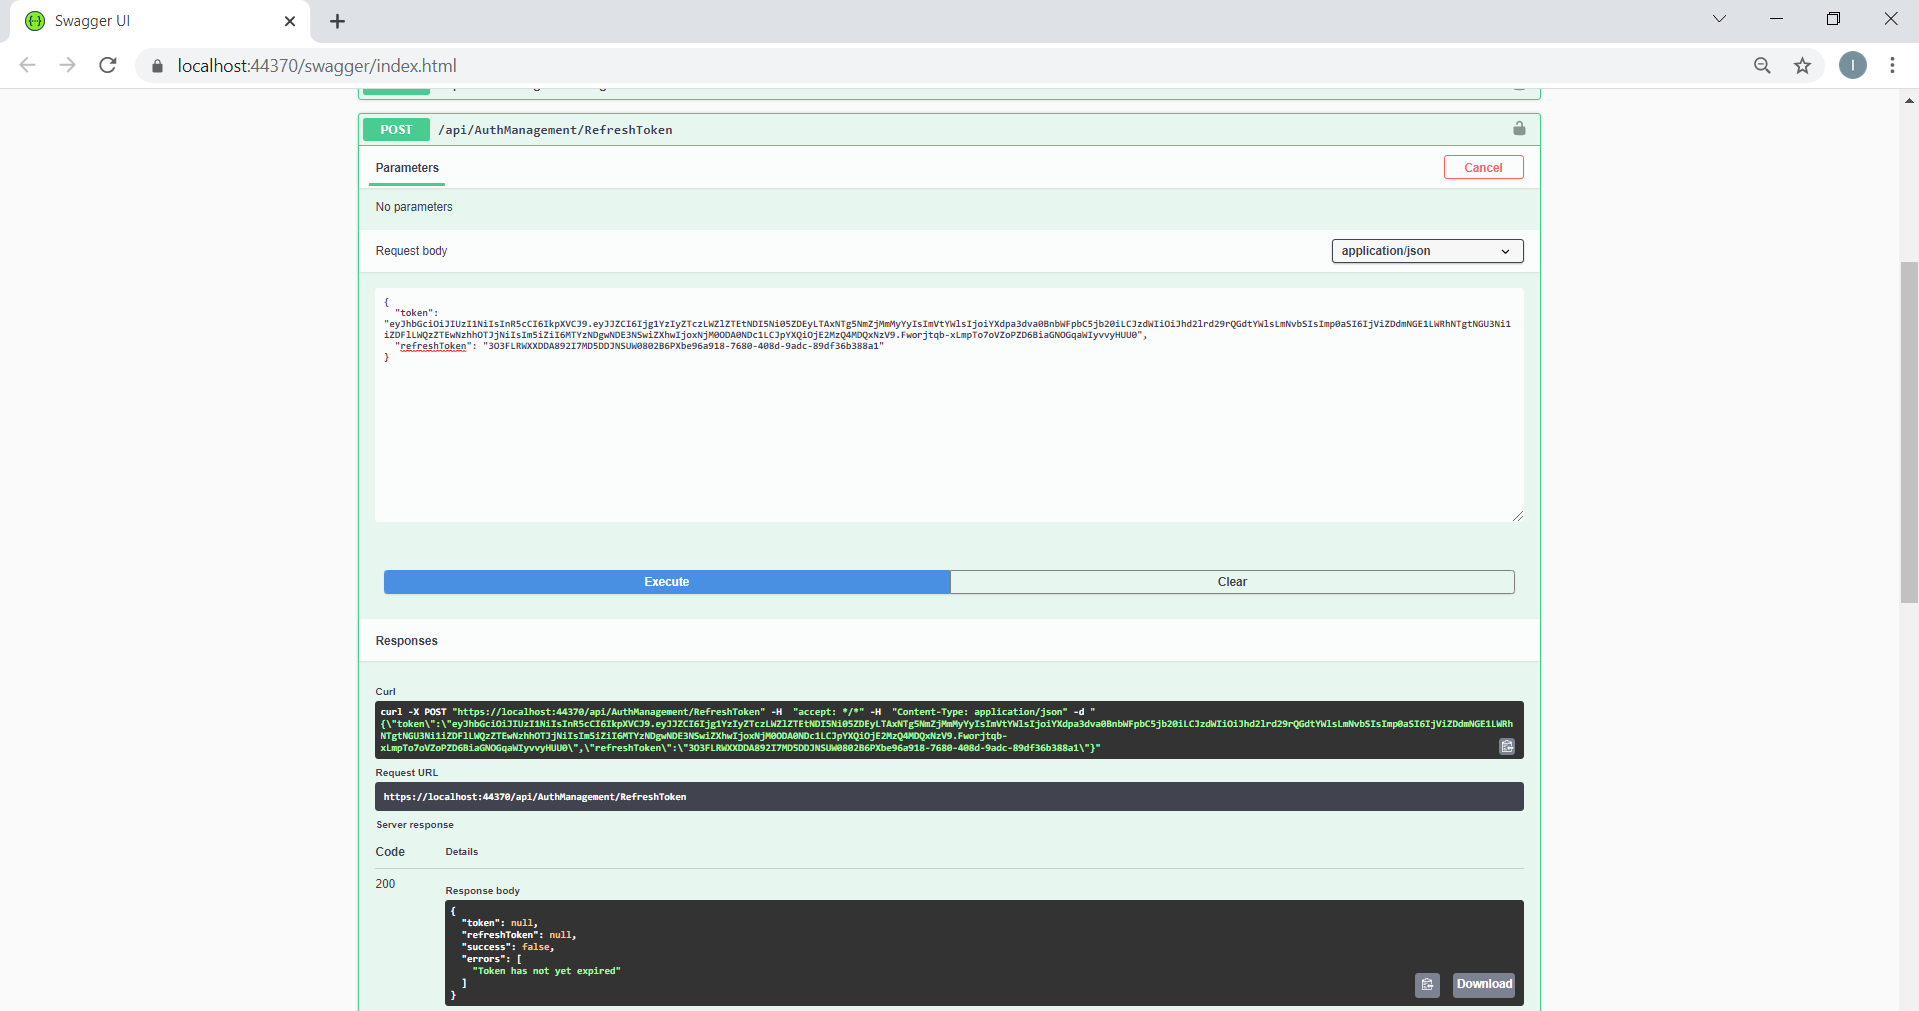 Swagger UI
localhost:44370/swagger/index.html
I
POST /api/AuthManagement/RefreshToken
Parameters
Cancel
No parameters
Request body
application/json
{
"token":
"eyJhbGciOiJIUzI1NiIsInR5cCI6IkpXVCJ9.eyJJZCI6Ijg1YzIyZTczLWZlZTEtNDI5Ni05ZDEyLTAxNTg5NmZjMmMyYyIsImVtYWlsIjoiYXdpa3dva0BnbWFpbC5jb20iLCJzdWIiOiJhd2lrd29rQGdtYWlsLmNvbSIsImp0aSI6IjViZDdmNGE1LWRhNTgtNGU3Ni1
iZDFlLWQzZTEwNzhhOTJjNiIsIm5iZiI6MTYzNDgwNDE3NSwiZXhwIjoxNjM0ODA0NDc1LCJpYXQiOjE2MzQ4MDQxNzV9.Fworjtqb-xLmpTo7oVZoPZD6BiaGNOGqaWIyvvyHUU0",
"refreshToken": "3O3FLRWXXDDA892I7MD5DDJNSUW0802B6PXbe96a918-7680-408d-9adc-89df36b388a1"
}
Execute
Clear
Responses
Curl
curl -X POST "https://localhost:44370/api/AuthManagement/RefreshToken" -H "accept: */*" -H "Content-Type: application/json" -d "
{\"token\":\"eyJhbGciOiJIUzI1NiIsInR5cCI6IkpXVCJ9.eyJJZCI6Ijg1YzIyZTczLWZlZTEtNDI5Ni05ZDEyLTAxNTg5NmZjMmMyYyIsImVtYWlsIjoiYXdpa3dva0BnbWFpbC5jb20iLCJzdWIiOiJhd2lrd29rQGdtYWlsLmNvbSIsImp0aSI6IjViZDdmNGE1LWRh
NTgtNGU3Ni1iZDFlLWQzZTEwNzhhOTJjNiIsIm5iZiI6MTYzNDgwNDE3NSwiZXhwIjoxNjM0ODA0NDc1LCJpYXQiOjE2MzQ4MDQxNzV9.Fworjtqb-
xLmpTo7oVZoPZD6BiaGNOGqaWIyvvyHUU0\",\"refreshToken\":\"3O3FLRWXXDDA892I7MD5DDJNSUW0802B6PXbe96a918-7680-408d-9adc-89df36b388a1\"}"
Request URL
https://localhost:44370/api/AuthManagement/RefreshToken
Server response
Code
Details
200
Response body
{
"token": null,
"refreshToken": null,
"success": false,
"errors": [
"Token has not yet expired"
]
}
Download